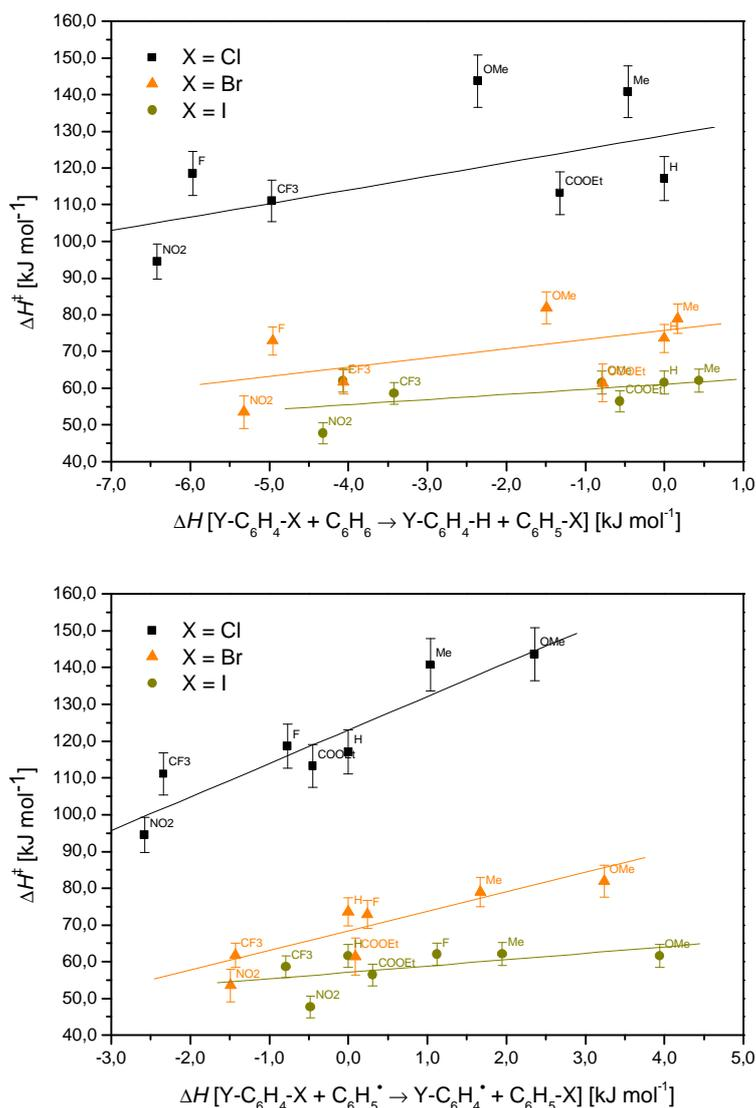 160,0
150,0
140,0
130,0
120,0
110,0
100,0
90,0
80,0
70,0
60,0
50,0
40,0
ΔH‡ [kJ mol⁻¹]
X = Cl
X = Br
X = I
OMe
Me
F
CF3
COOEt
H
NO2
OMe
Me
F
H
CF3
NO2
COOEt
F
CF3
OMe
H
Me
COOEt
NO2
-7,0 -6,0 -5,0 -4,0 -3,0 -2,0 -1,0 0,0 1,0
ΔH [Y-C₆H₄-X + C₆H₆ → Y-C₆H₄-H + C₆H₅-X] [kJ mol⁻¹]
160,0
150,0
140,0
130,0
120,0
110,0
100,0
90,0
80,0
70,0
60,0
50,0
40,0
ΔH‡ [kJ mol⁻¹]
X = Cl
X = Br
X = I
OMe
Me
F
H
COOEt
CF3
NO2
OMe
Me
H
F
CF3
COOEt
NO2
CF3
H
F
Me
OMe
COOEt
NO2
-3,0 -2,0 -1,0 0,0 1,0 2,0 3,0 4,0 5,0
ΔH [Y-C₆H₄-X + C₆H₅• → Y-C₆H₄• + C₆H₅-X] [kJ mol⁻¹]